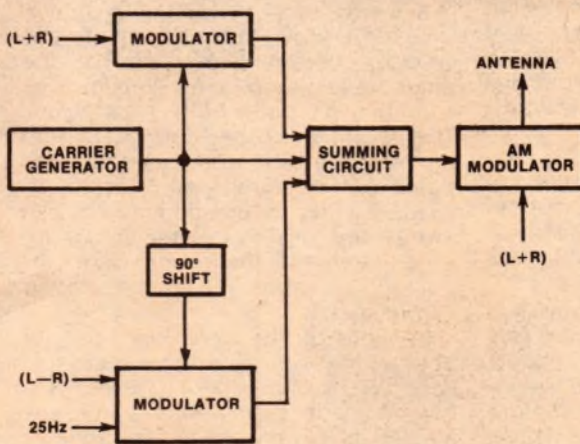 (L+R)
MODULATOR
ANTENNA
CARRIER
GENERATOR
SUMMING
CIRCUIT
AM
MODULATOR
(L+R)
90°
SHIFT
(L—R)
25Hz
MODULATOR